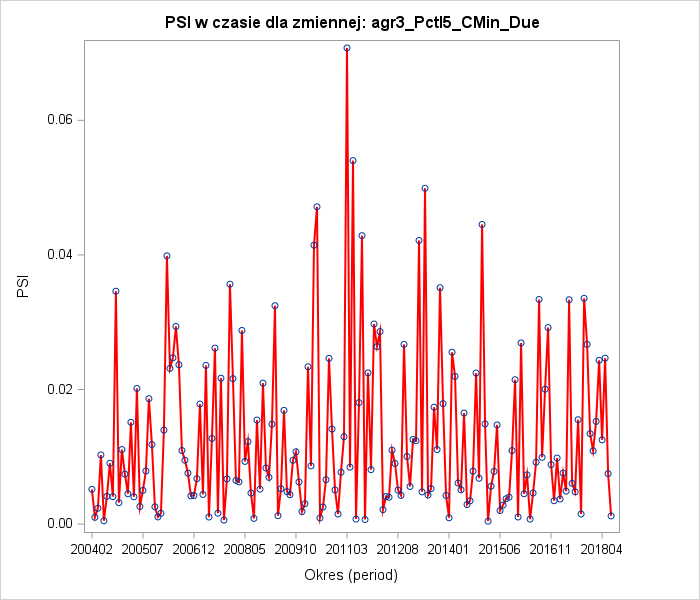 PSI w czasie dla zmiennej: agr3_Pctl5_CMin_Due
0.06
0.04
0.02
0.00
PSI
200402 200507 200612 200805 200910 201103 201208 201401 201506 201611 201804
Okres (period)